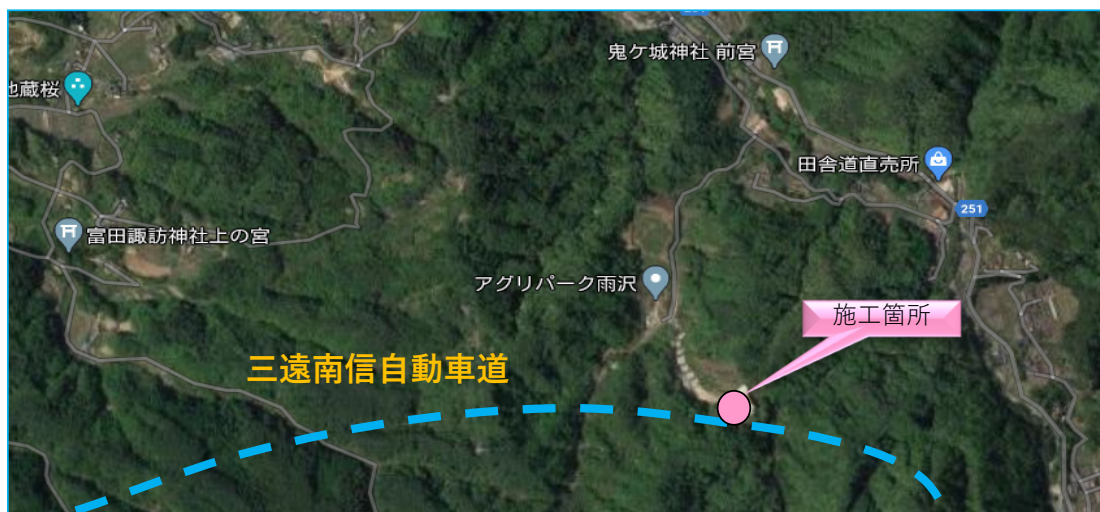 251
鬼ケ城神社 前宮
地蔵桜
田舎道直売所
251
富田諏訪神社上の宮
アグリパーク雨沢
施工箇所
三遠南信自動車道